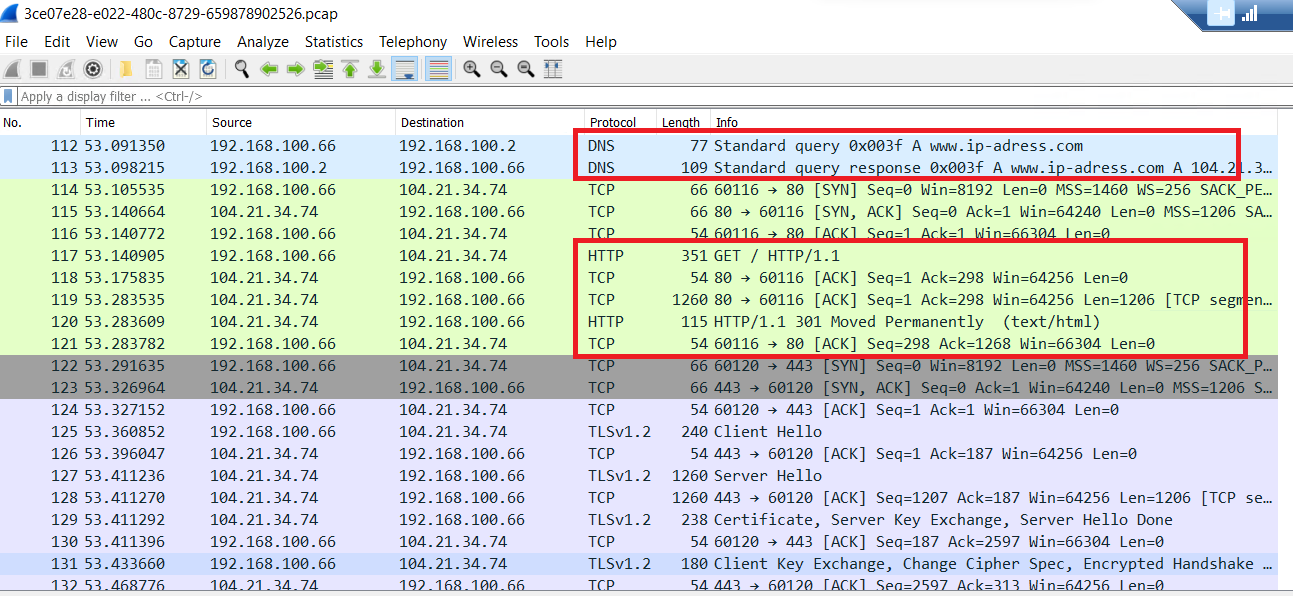 3ce07e28-e022-480c-8729-659878902526.pcap
File Edit View Go Capture Analyze Statistics Telephony Wireless Tools Help
Apply a display filter ... <Ctrl-/>
No. Time Source Destination Protocol Length Info
112 53.091350 192.168.100.66 192.168.100.2 DNS 77 Standard query 0x003f A www.ip-adress.com
113 53.098215 192.168.100.2 192.168.100.66 DNS 109 Standard query response 0x003f A www.ip-adress.com A 104.21.3…
114 53.105535 192.168.100.66 104.21.34.74 TCP 66 60116 → 80 [SYN] Seq=0 Win=8192 Len=0 MSS=1460 WS=256 SACK_PE…
115 53.140664 104.21.34.74 192.168.100.66 TCP 66 80 → 60116 [SYN, ACK] Seq=0 Ack=1 Win=64240 Len=0 MSS=1206 SA…
116 53.140772 192.168.100.66 104.21.34.74 TCP 54 60116 → 80 [ACK] Seq=1 Ack=1 Win=66304 Len=0
117 53.140905 192.168.100.66 104.21.34.74 HTTP 351 GET / HTTP/1.1
118 53.175835 104.21.34.74 192.168.100.66 TCP 54 80 → 60116 [ACK] Seq=1 Ack=298 Win=64256 Len=0
119 53.283535 104.21.34.74 192.168.100.66 TCP 1260 80 → 60116 [ACK] Seq=1 Ack=298 Win=64256 Len=1206 [TCP segmen…
120 53.283609 104.21.34.74 192.168.100.66 HTTP 115 HTTP/1.1 301 Moved Permanently (text/html)
121 53.283782 192.168.100.66 104.21.34.74 TCP 54 60116 → 80 [ACK] Seq=298 Ack=1268 Win=66304 Len=0
122 53.291635 192.168.100.66 104.21.34.74 TCP 66 60120 → 443 [SYN] Seq=0 Win=8192 Len=0 MSS=1460 WS=256 SACK_P…
123 53.326964 104.21.34.74 192.168.100.66 TCP 66 443 → 60120 [SYN, ACK] Seq=0 Ack=1 Win=64240 Len=0 MSS=1206 S…
124 53.327152 192.168.100.66 104.21.34.74 TCP 54 60120 → 443 [ACK] Seq=1 Ack=1 Win=66304 Len=0
125 53.360852 192.168.100.66 104.21.34.74 TLSv1.2 240 Client Hello
126 53.396047 104.21.34.74 192.168.100.66 TCP 54 443 → 60120 [ACK] Seq=1 Ack=187 Win=64256 Len=0
127 53.411236 104.21.34.74 192.168.100.66 TLSv1.2 1260 Server Hello
128 53.411270 104.21.34.74 192.168.100.66 TCP 1260 443 → 60120 [ACK] Seq=1207 Ack=187 Win=64256 Len=1206 [TCP se…
129 53.411292 104.21.34.74 192.168.100.66 TLSv1.2 238 Certificate, Server Key Exchange, Server Hello Done
130 53.411396 192.168.100.66 104.21.34.74 TCP 54 60120 → 443 [ACK] Seq=187 Ack=2597 Win=66304 Len=0
131 53.433660 192.168.100.66 104.21.34.74 TLSv1.2 180 Client Key Exchange, Change Cipher Spec, Encrypted Handshake …
132 53.468776 104.21.34.74 192.168.100.66 TCP 54 443 → 60120 [ACK] Seq=2597 Ack=313 Win=64256 Len=0